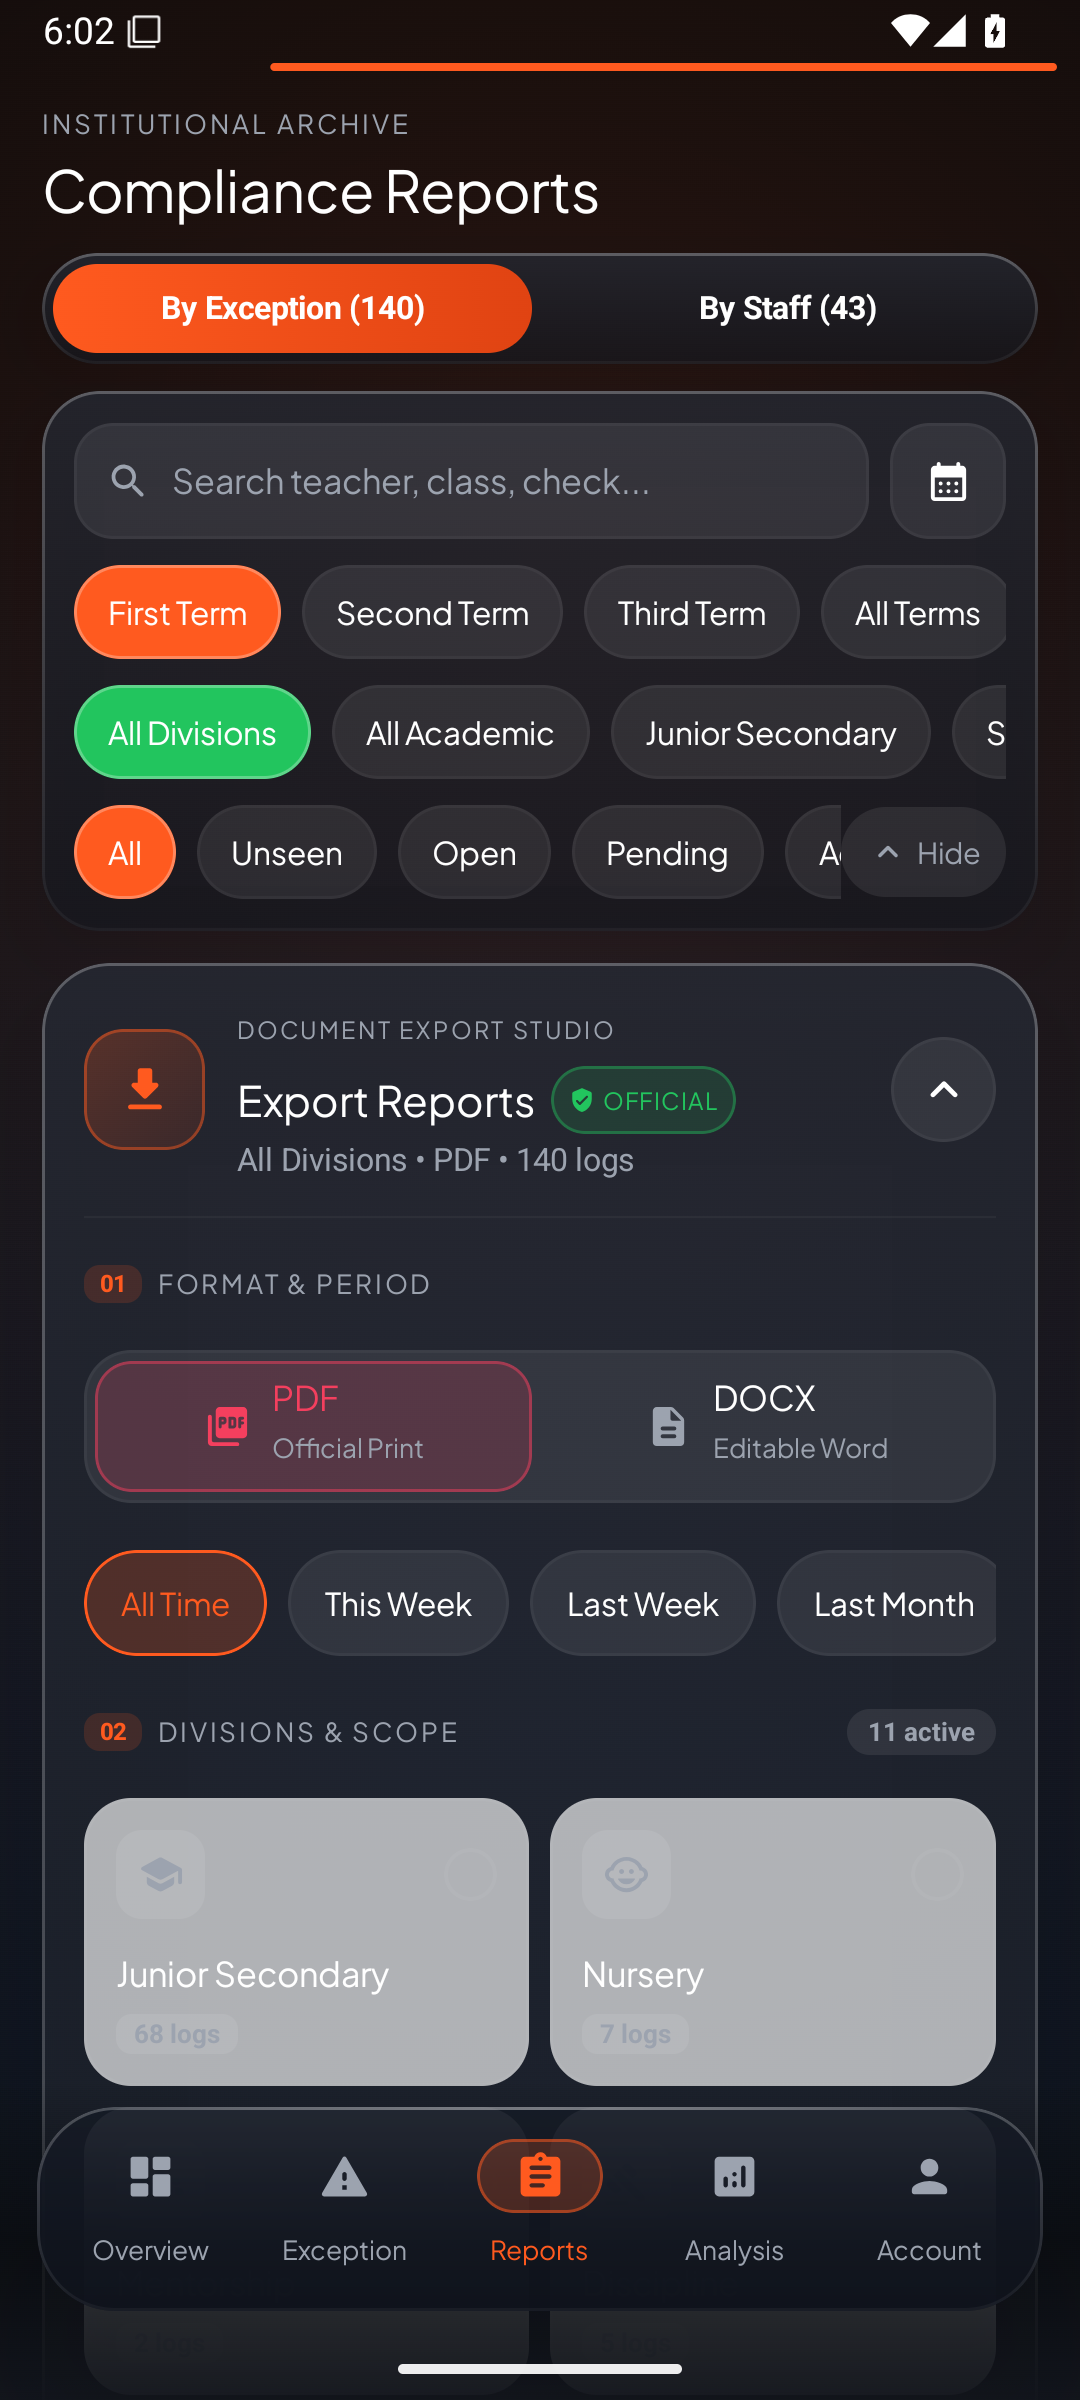 6:02
INSTITUTIONAL ARCHIVE
Compliance Reports
By Exception (140) By Staff (43)
Search teacher, class, check...
First Term Second Term Third Term All Terms
All Divisions All Academic Junior Secondary S
All Unseen Open Pending A Hide
DOCUMENT EXPORT STUDIO
Export Reports OFFICIAL
All Divisions • PDF • 140 logs
01 FORMAT & PERIOD
PDF
PDF DOCX
Official Print Editable Word
All Time This Week Last Week Last Month
02 DIVISIONS & SCOPE 11 active
Junior Secondary Nursery
68 logs 7 logs
Overview Exception Reports Analysis Account
logs logs